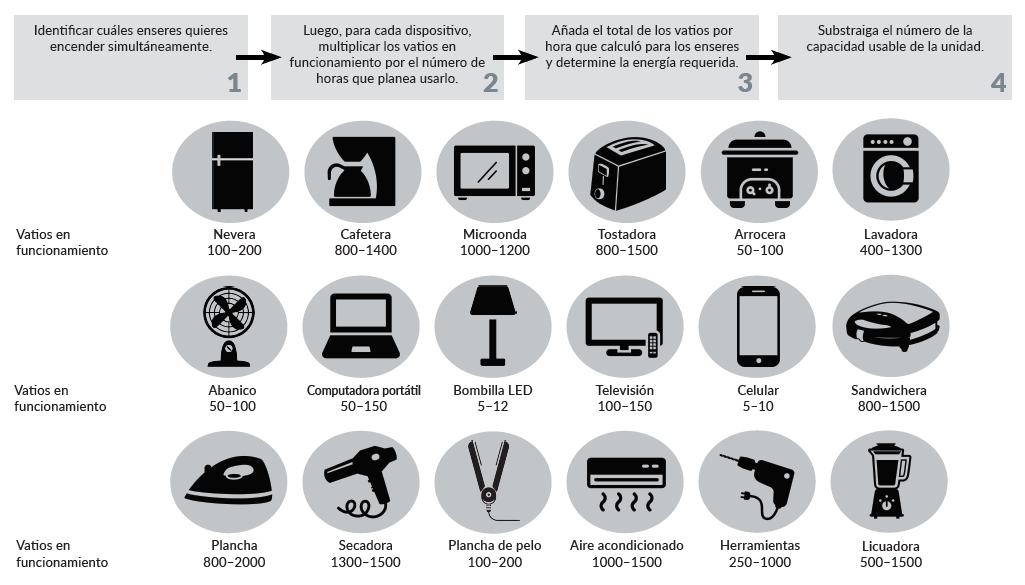 Identificar cuáles enseres quieres
encender simultáneamente.
1
Luego, para cada dispositivo,
multiplicar los vatios en
funcionamiento por el número de
horas que planea usarlo.
2
Añada el total de los vatios por
hora que calculó para los enseres
y determine la energía requerida.
3
Substraiga el número de la
capacidad usable de la unidad.
4
Vatios en
funcionamiento
Nevera
100–200
Cafetera
800–1400
Microonda
1000–1200
Tostadora
800–1500
Arrocera
50–100
Lavadora
400–1300
Vatios en
funcionamiento
Abanico
50–100
Computadora portátil
50–150
Bombilla LED
5–12
Televisión
100–150
Celular
5–10
Sandwichera
800–1500
Vatios en
funcionamiento
Plancha
800–2000
Secadora
1300–1500
Plancha de pelo
100–200
Aire acondicionado
1000–1500
Herramientas
250–1000
Licuadora
500–1500